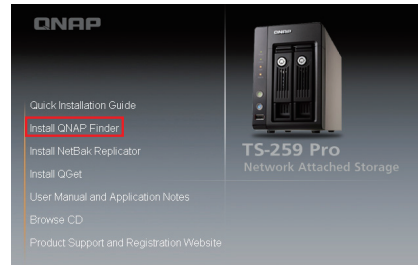 QNAP
Quick Installation Guide
Install QNAP Finder
Install NetBak Replicator
Install QGet
User Manual and Application Notes
Browse CD
Product Support and Registration Website
TS-259 Pro
Network Attached Storage